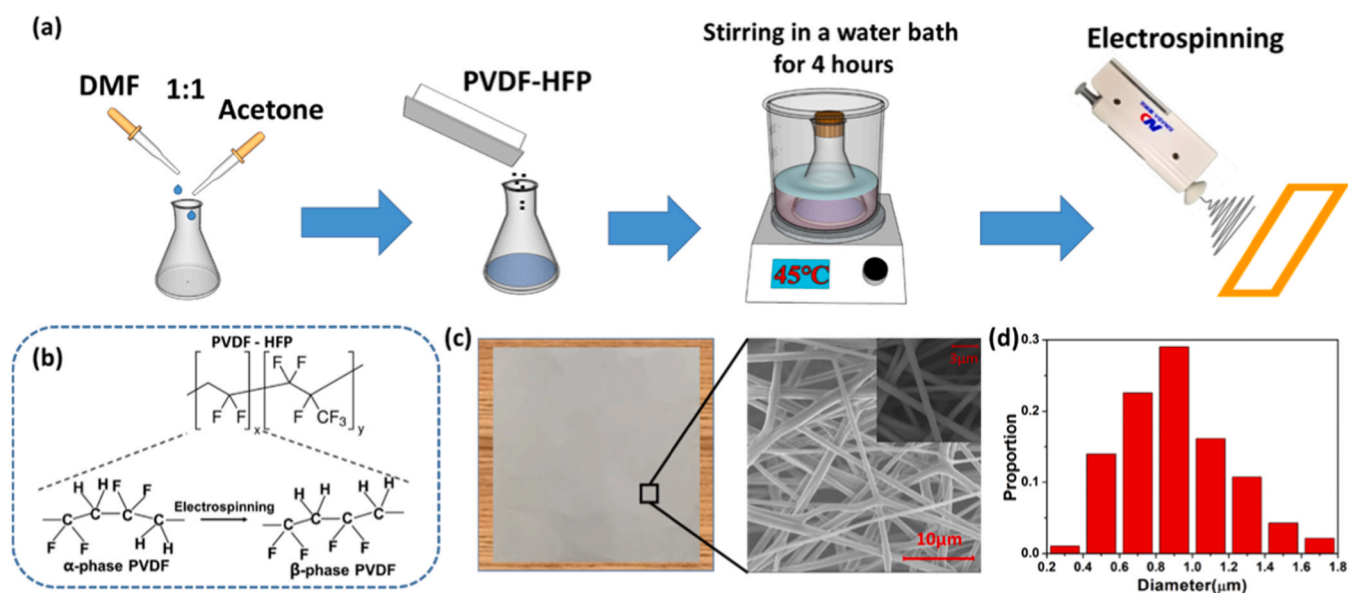 (a)
DMF 1:1
Acetone
PVDF-HFP
Stirring in a water bath
for 4 hours
45℃
Electrospinning
(b)
PVDF - HFP
F
F
F F
F CF3
x
y
H H F F
C C C C
F F H H
α-phase PVDF
Electrospinning
H H H H
C C C C
F F F F
β-phase PVDF
(c)
10μm
(d)
Proportion
0.3
0.2
0.1
0.0
0.2 0.4 0.6 0.8 1.0 1.2 1.4 1.6 1.8
Diameter(μm)